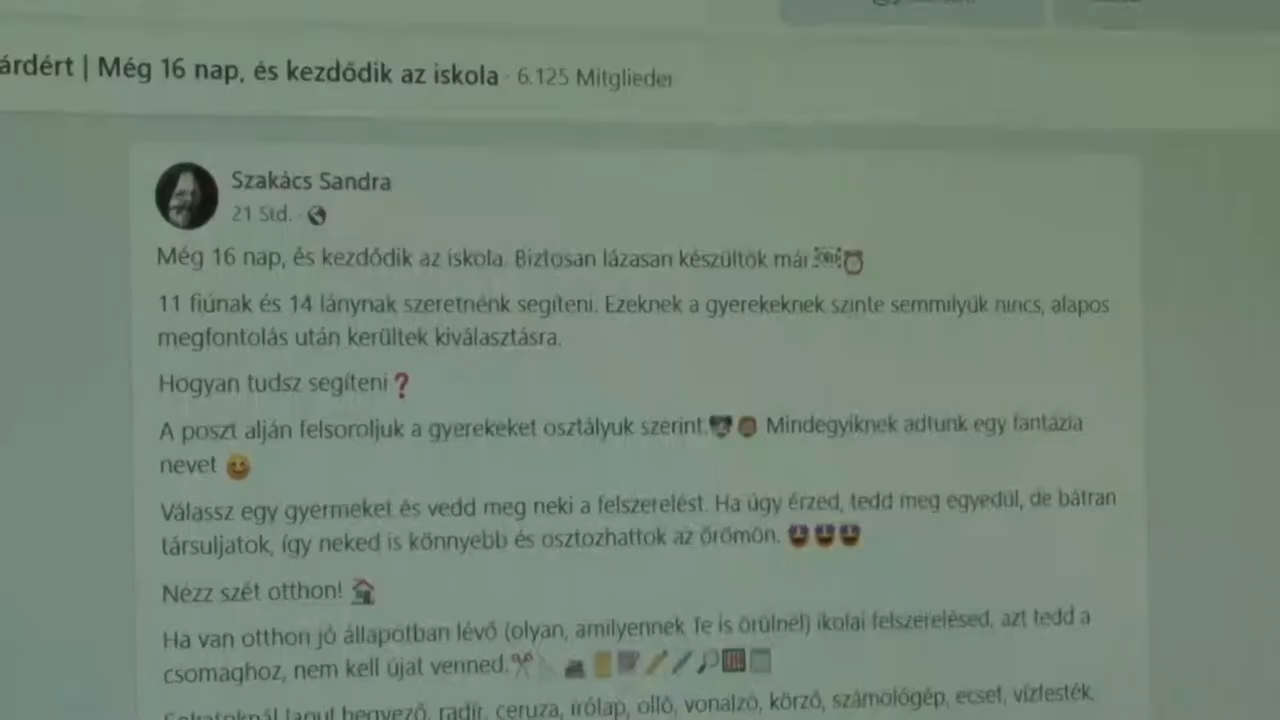 árdért | Még 16 nap, és kezdődik az iskola · 6.125 Mitglieder
Szakács Sandra
21 Std. ·
Még 16 nap, és kezdődik az iskola. Biztosan lázasan készültök már
11 fiúnak és 14 lánynak szeretnénk segíteni. Ezeknek a gyerekeknek szinte semmilyük nincs, alapos
megfontolás után kerültek kiválasztásra.
Hogyan tudsz segíteni❓
A poszt alján felsoroljuk a gyerekeket osztályuk szerint. Mindegyiknek adtunk egy fantázia
nevet
Válassz egy gyermeket és vedd meg neki a felszerelést. Ha úgy érzed, tedd meg egyedül, de bátran
társuljatok, így neked is könnyebb és osztozhattok az örömön.
Nézz szét otthon!
Ha van otthon jó állapotban lévő (olyan, amilyennek Te is örülnél) ikolai felszerelésed, azt tedd a
csomaghoz, nem kell újat venned.
lapul hegyező, radír, ceruza, írólap, olló, vonalzó, körző, számológép, ecset, vízfesték,